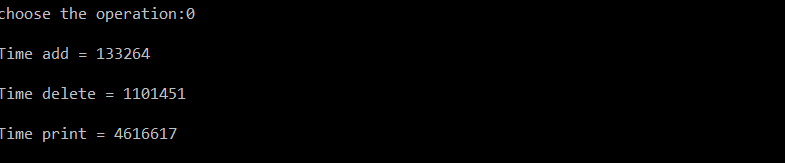 choose the operation:0
Time add = 133264
Time delete = 1101451
Time print = 4616617